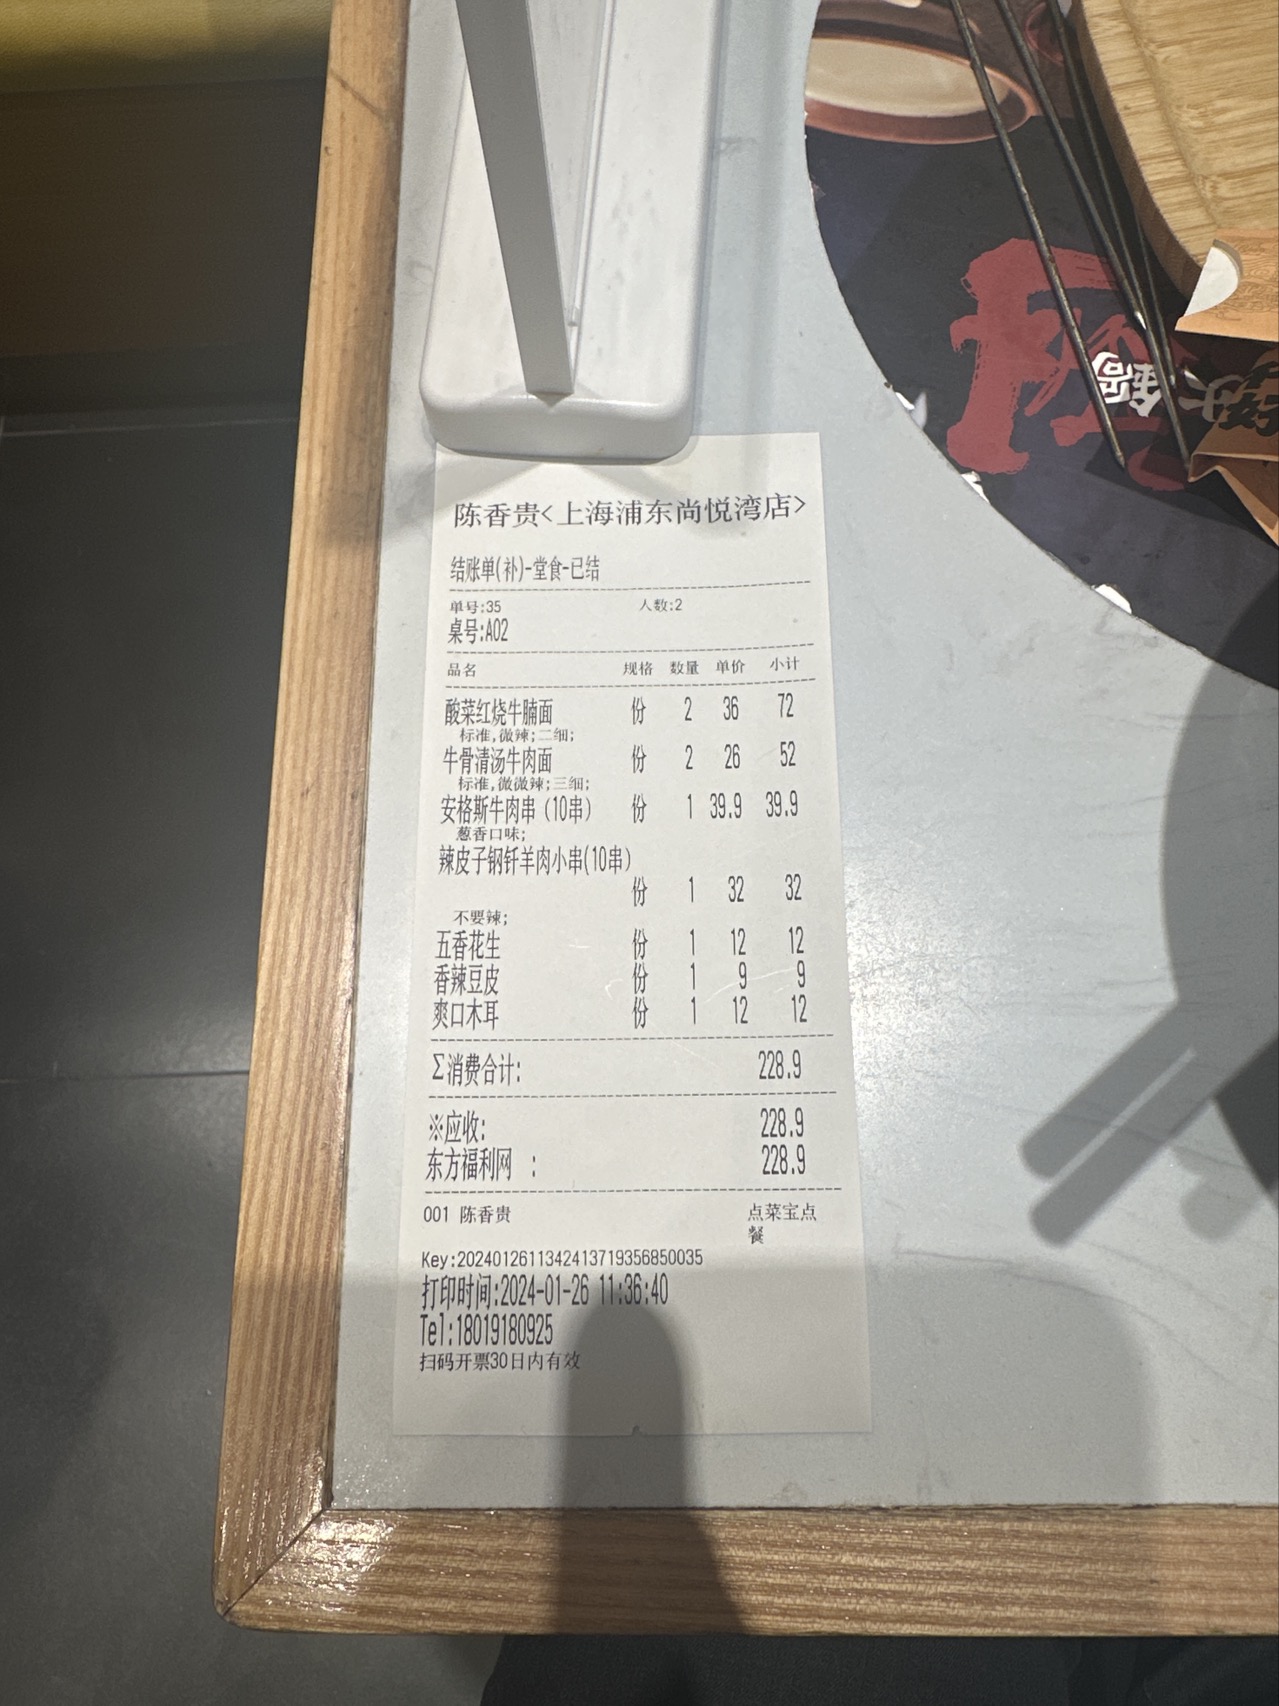 陈香贵<上海浦东尚悦湾店>
结账单(补)-堂食-已结
单号:35 人数:2
桌号:A02
品名 规格 数量 单价 小计
酸菜红烧牛腩面 份 2 36 72
标准,微辣;二细;
牛骨清汤牛肉面 份 2 26 52
标准,微微辣;三细;
安格斯牛肉串(10串) 份 1 39.9 39.9
葱香口味;
辣皮子钢钎羊肉小串(10串)
份 1 32 32
不要辣;
五香花生 份 1 12 12
香辣豆皮 份 1 9 9
爽口木耳 份 1 12 12
Σ消费合计: 228.9
※应收: 228.9
东方福利网 : 228.9
001 陈香贵 点菜宝点
餐
Key:2024012611342413719356850035
打印时间:2024-01-26 11:36:40
Tel:18019180925
扫码开票30日内有效